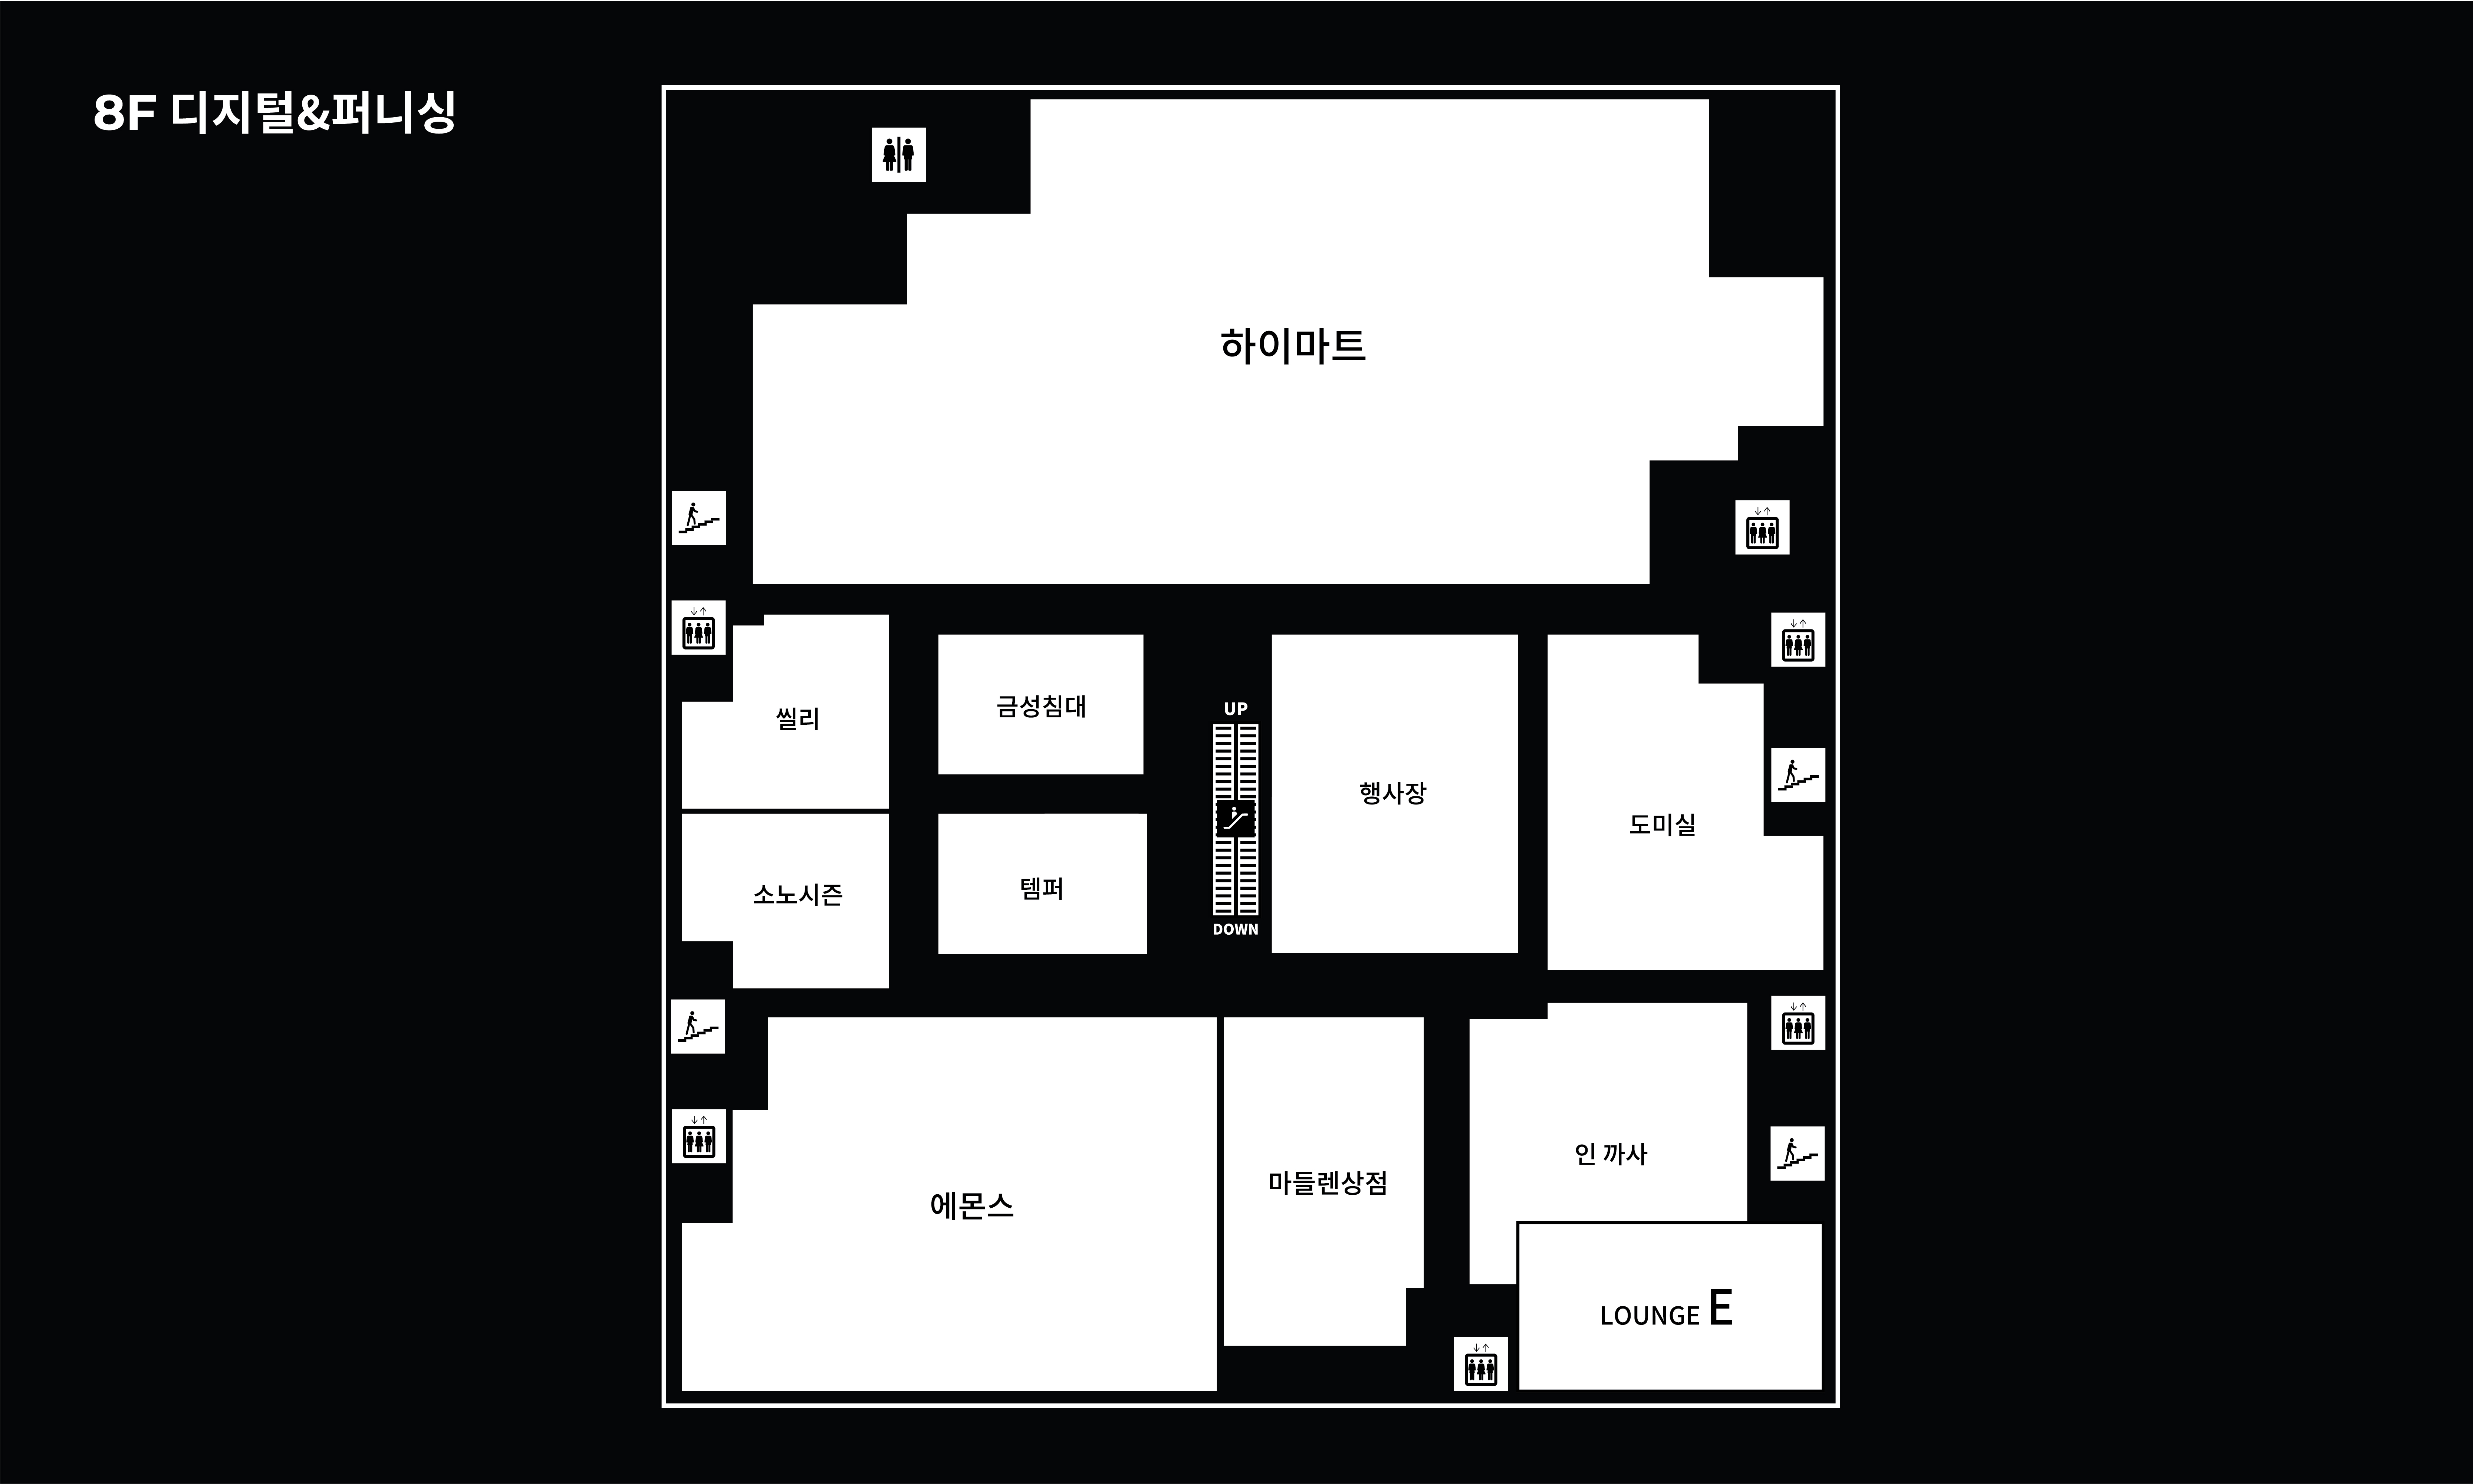 8F 디지털&퍼니싱
하이마트
씰리
금성침대
UP
행사장
도미실
소노시즌
템퍼
DOWN
에몬스
마들렌상점
인 까사
LOUNGE E